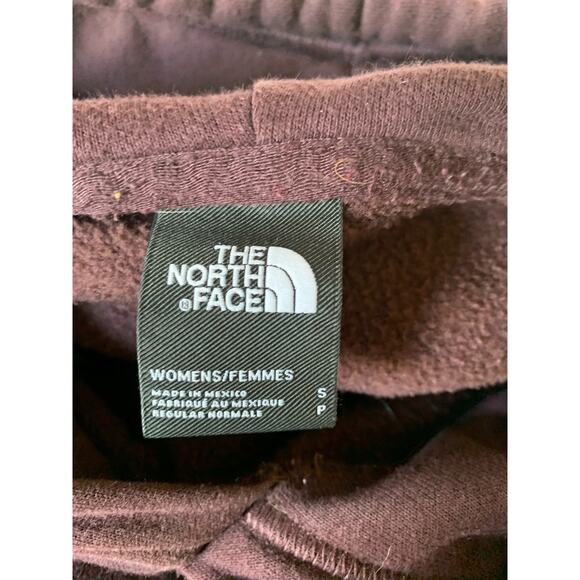 THE
NORTH
® FACE
WOMENS/FEMMES
MADE IN MEXICO S
FABRIQUÉ AU MEXIQUE
REGULAR NORMALE P